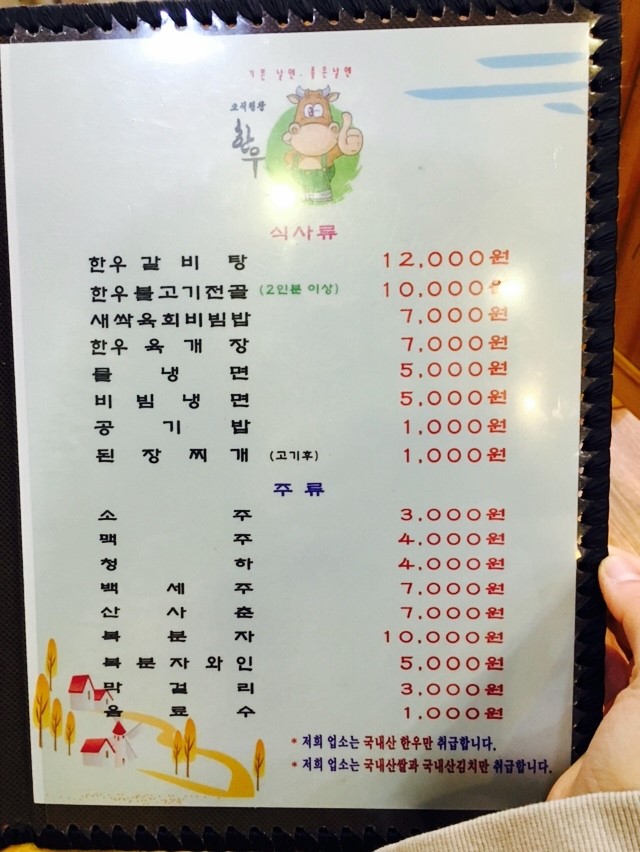 기쁜 날엔. 좋은날엔
한우
식사류
한우 갈 비 탕 12,000원
한우불고기전골 (2인분 이상) 10,000원
새싹육회비빔밥 7,000원
한우 육 개 장 7,000원
물 냉 면 5,000원
비 빔 냉 면 5,000원
공 기 밥 1,000원
된 장 찌 개 (고기후) 1,000원
주 류
소 주 3,000원
맥 주 4,000원
청 하 4,000원
백 세 주 7,000원
산 사 춘 7,000원
복 분 자 10,000원
복 분 자 와 인 5,000원
막 걸 리 3,000원
음 료 수 1,000원
* 저희 업소는 국내산 한우만 취급합니다.
* 저희 업소는 국내산쌀과 국내산김치만 취급합니다.